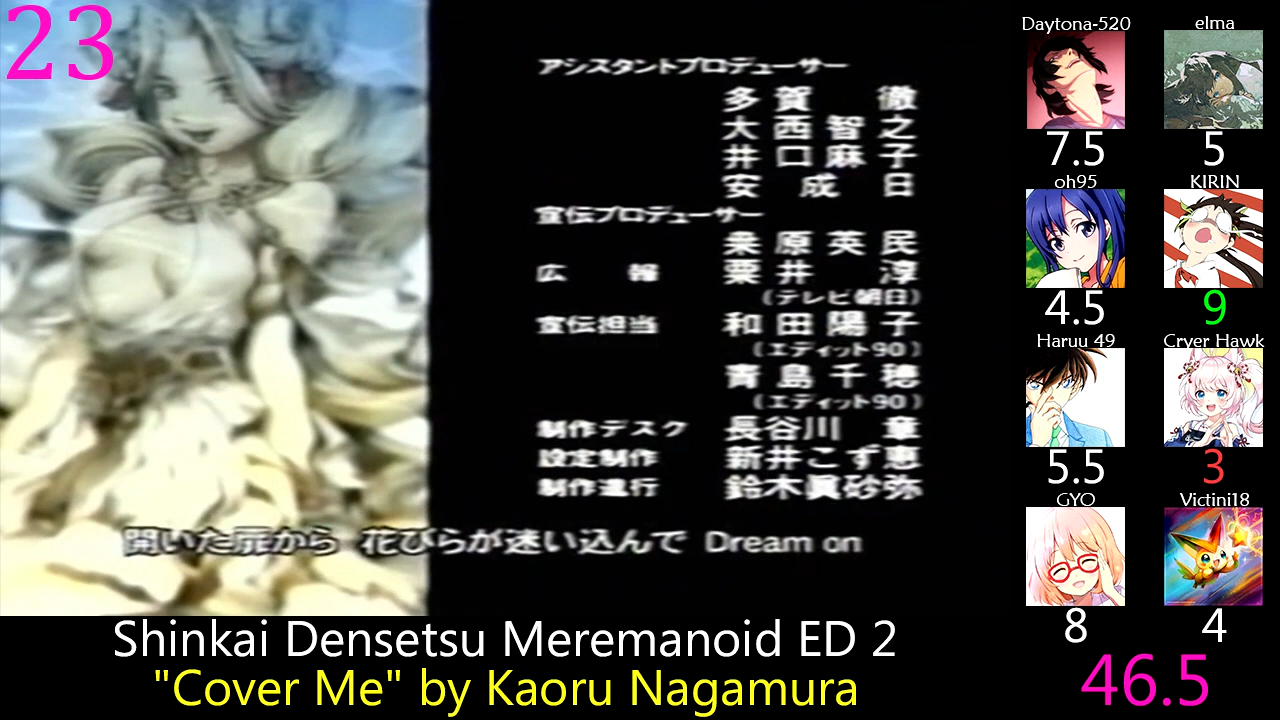 23
アシスタントプロデューサー
多賀 徹
大西智之
井口麻子
安成日
宣伝プロデューサー
桑原英民
広報 粟井 淳
(テレビ朝日)
宣伝担当 和田陽子
(エディット90)
青島千穂
(エディット90)
制作デスク 長谷川 章
設定制作 新井こず恵
制作進行 鈴木眞砂弥
開いた扉から 花びらが迷い込んで Dream on
Shinkai Densetsu Meremanoid ED 2
"Cover Me" by Kaoru Nagamura
Daytona-520 elma
7.5 5
oh95 KIRIN
4.5 9
Haruu 49 Cryer Hawk
5.5 3
GYO Victini18
8 4
46.5